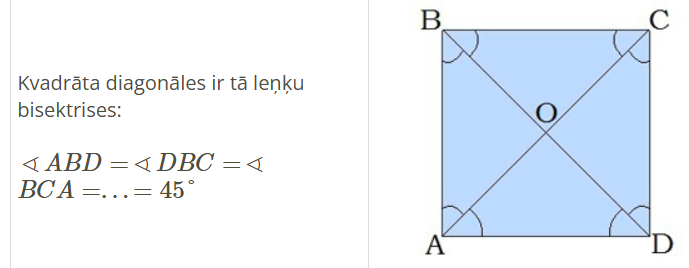 Kvadrāta diagonāles ir tā leņķu
bisektrises:
∢ ABD = ∢ DBC = ∢
BCA = … = 45°
B
C
O
A
D